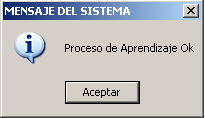 MENSAJE DEL SISTEMA
Proceso de Aprendizaje Ok
Aceptar